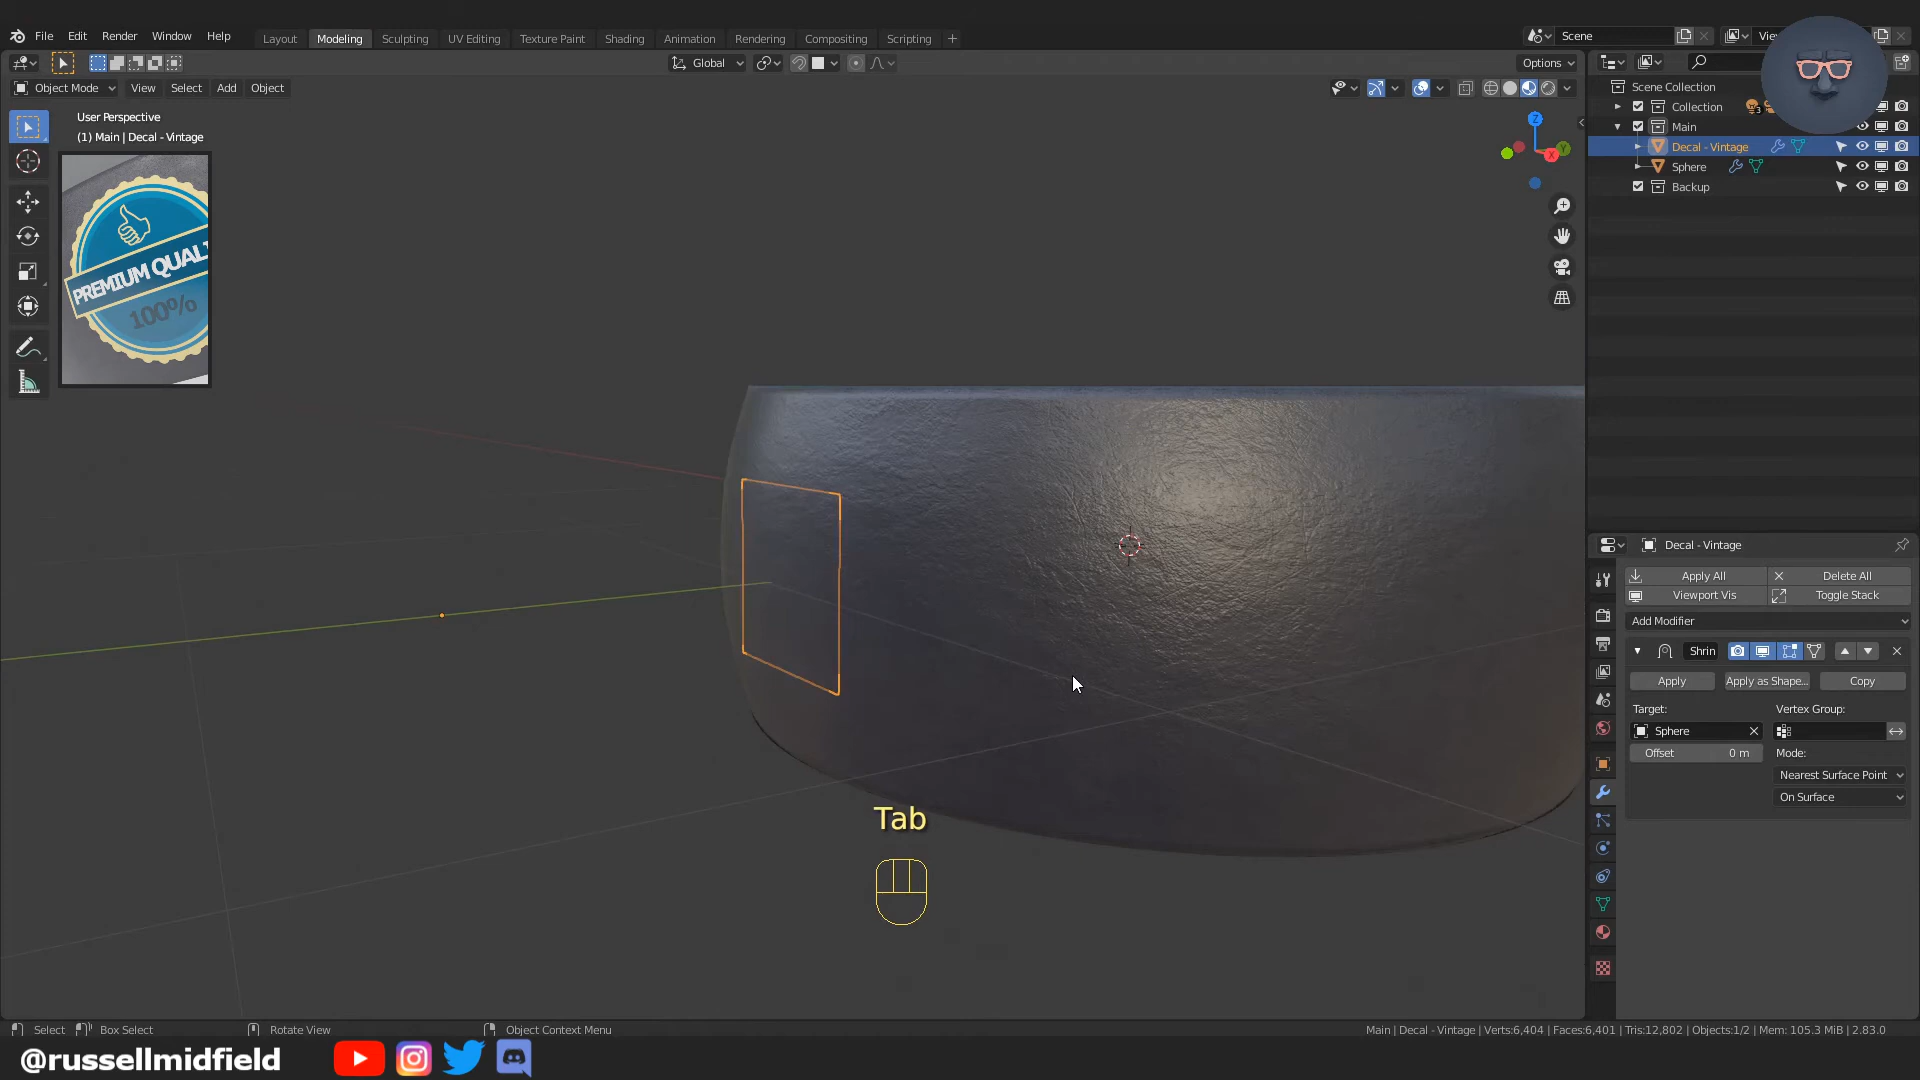 File Edit Render Window Help
Layout Modeling Sculpting UV Editing Texture Paint Shading Animation Rendering Compositing Scripting
Scene
Global
Options
Object Mode View Select Add Object
User Perspective
(1) Main | Decal - Vintage
PREMIUM QUALI
100%
Scene Collection
Collection
Main
Decal - Vintage
Sphere
Backup
Decal - Vintage
Apply All Delete All
Viewport Vis Toggle Stack
Add Modifier
Shrin
Apply Apply as Shape... Copy
Target: Vertex Group:
Sphere
Offset 0 m Mode:
Nearest Surface Point
On Surface
Z
X
Y
Tab
Select Box Select Rotate View Object Context Menu
Main | Decal - Vintage | Verts:6,404 | Faces:6,401 | Tris:12,802 | Objects:1/2 | Mem: 105.3 MiB | 2.83.0
@russellmidfield